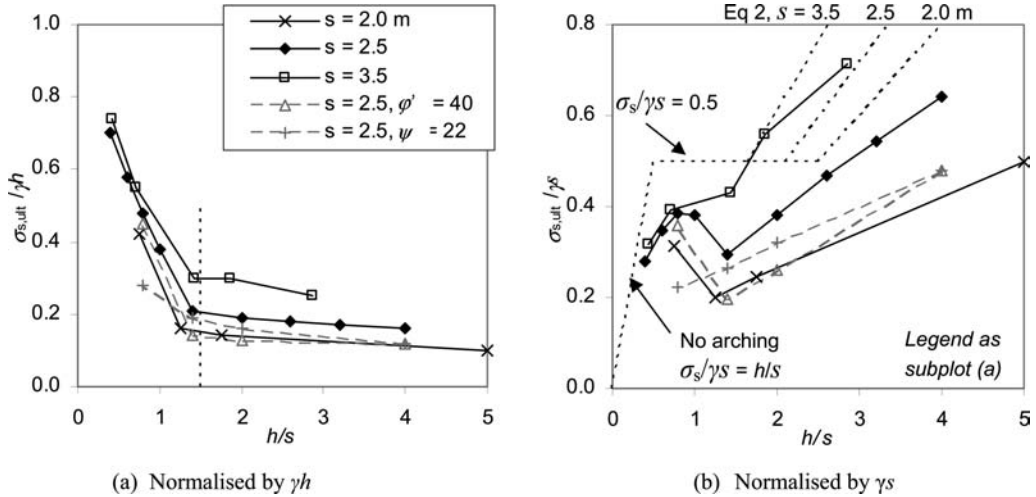 1.0
0.8
0.6
0.4
0.2
0.0
σs,ult /γh
0 1 2 3 4 5
h/s
s = 2.0 m
s = 2.5
s = 3.5
s = 2.5, φ' = 40
s = 2.5, ψ = 22
(a) Normalised by γh
Eq 2, s = 3.5 2.5 2.0 m
0.8
0.6
0.4
0.2
0.0
σs,ult /γs
σs/γs = 0.5
No arching
σs/γs = h/s
Legend as
subplot (a)
0 1 2 3 4 5
h/s
(b) Normalised by γs